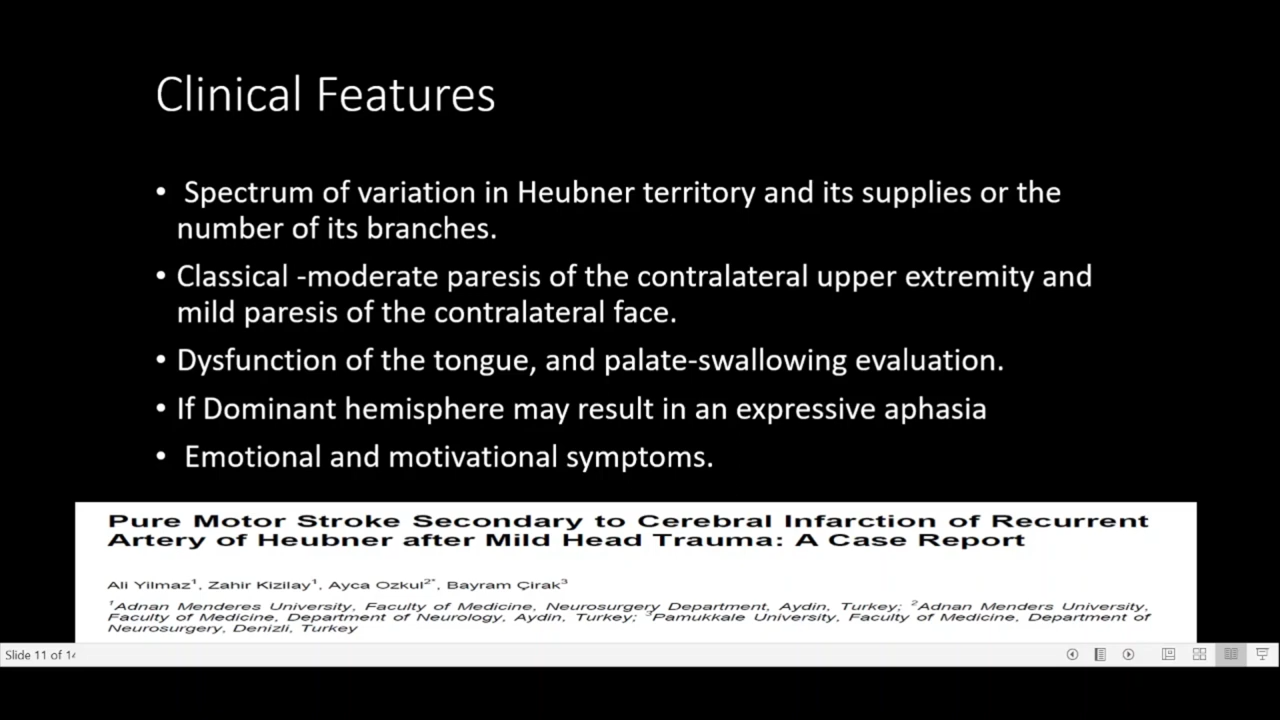 Clinical Features
• Spectrum of variation in Heubner territory and its supplies or the
number of its branches.
• Classical -moderate paresis of the contralateral upper extremity and
mild paresis of the contralateral face.
• Dysfunction of the tongue, and palate-swallowing evaluation.
• If Dominant hemisphere may result in an expressive aphasia
• Emotional and motivational symptoms.
Pure Motor Stroke Secondary to Cerebral Infarction of Recurrent
Artery of Heubner after Mild Head Trauma: A Case Report
Ali Yilmaz¹, Zahir Kizilay¹, Ayca Ozkul²*, Bayram Çirak³
¹Adnan Menderes University, Faculty of Medicine, Neurosurgery Department, Aydin, Turkey; ²Adnan Menders University,
Faculty of Medicine, Department of Neurology, Aydin, Turkey; ³Pamukkale University, Faculty of Medicine, Department of
Neurosurgery, Denizli, Turkey
Slide 11 of 14